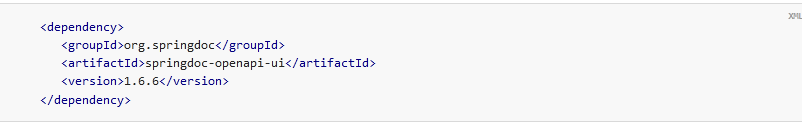 XML
<dependency>
<groupId>org.springdoc</groupId>
<artifactId>springdoc-openapi-ui</artifactId>
<version>1.6.6</version>
</dependency>